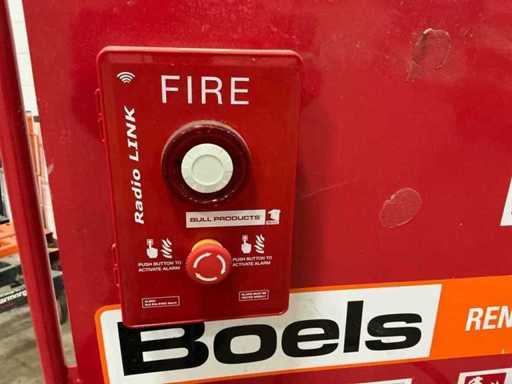 FIRE
Radio LINK
BULL PRODUCTS
PUSH BUTTON TO
ACTIVATE ALARM
PUSH BUTTON TO
ACTIVATE ALARM
Boels
REN